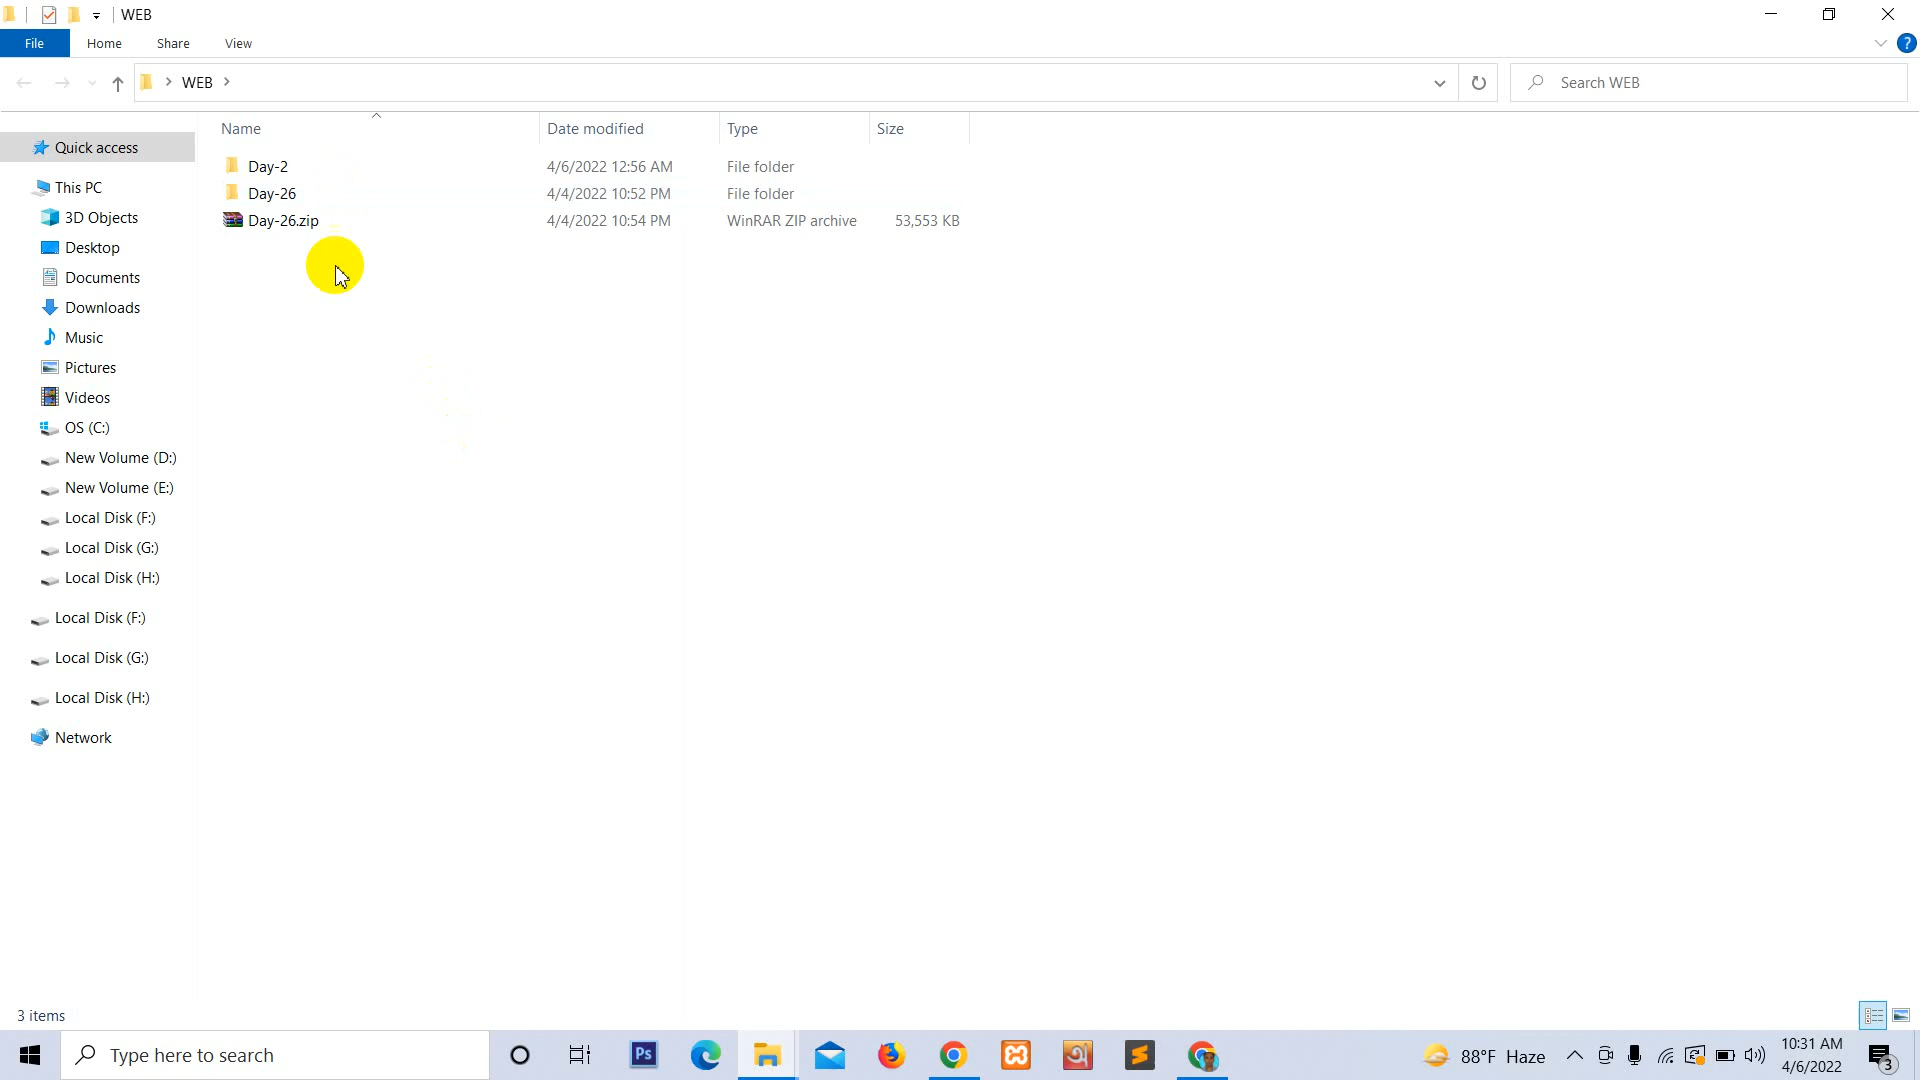 WEB
File Home Share View ?
WEB
Search WEB
Name Date modified Type Size
Quick access
This PC
3D Objects
Desktop
Documents
Downloads
Music
Pictures
Videos
OS (C:)
New Volume (D:)
New Volume (E:)
Local Disk (F:)
Local Disk (G:)
Local Disk (H:)
Local Disk (F:)
Local Disk (G:)
Local Disk (H:)
Network
Day-2 4/6/2022 12:56 AM File folder
Day-26 4/4/2022 10:52 PM File folder
Day-26.zip 4/4/2022 10:54 PM WinRAR ZIP archive 53,553 KB
3 items
Type here to search
Ps
88°F Haze
10:31 AM
4/6/2022
3